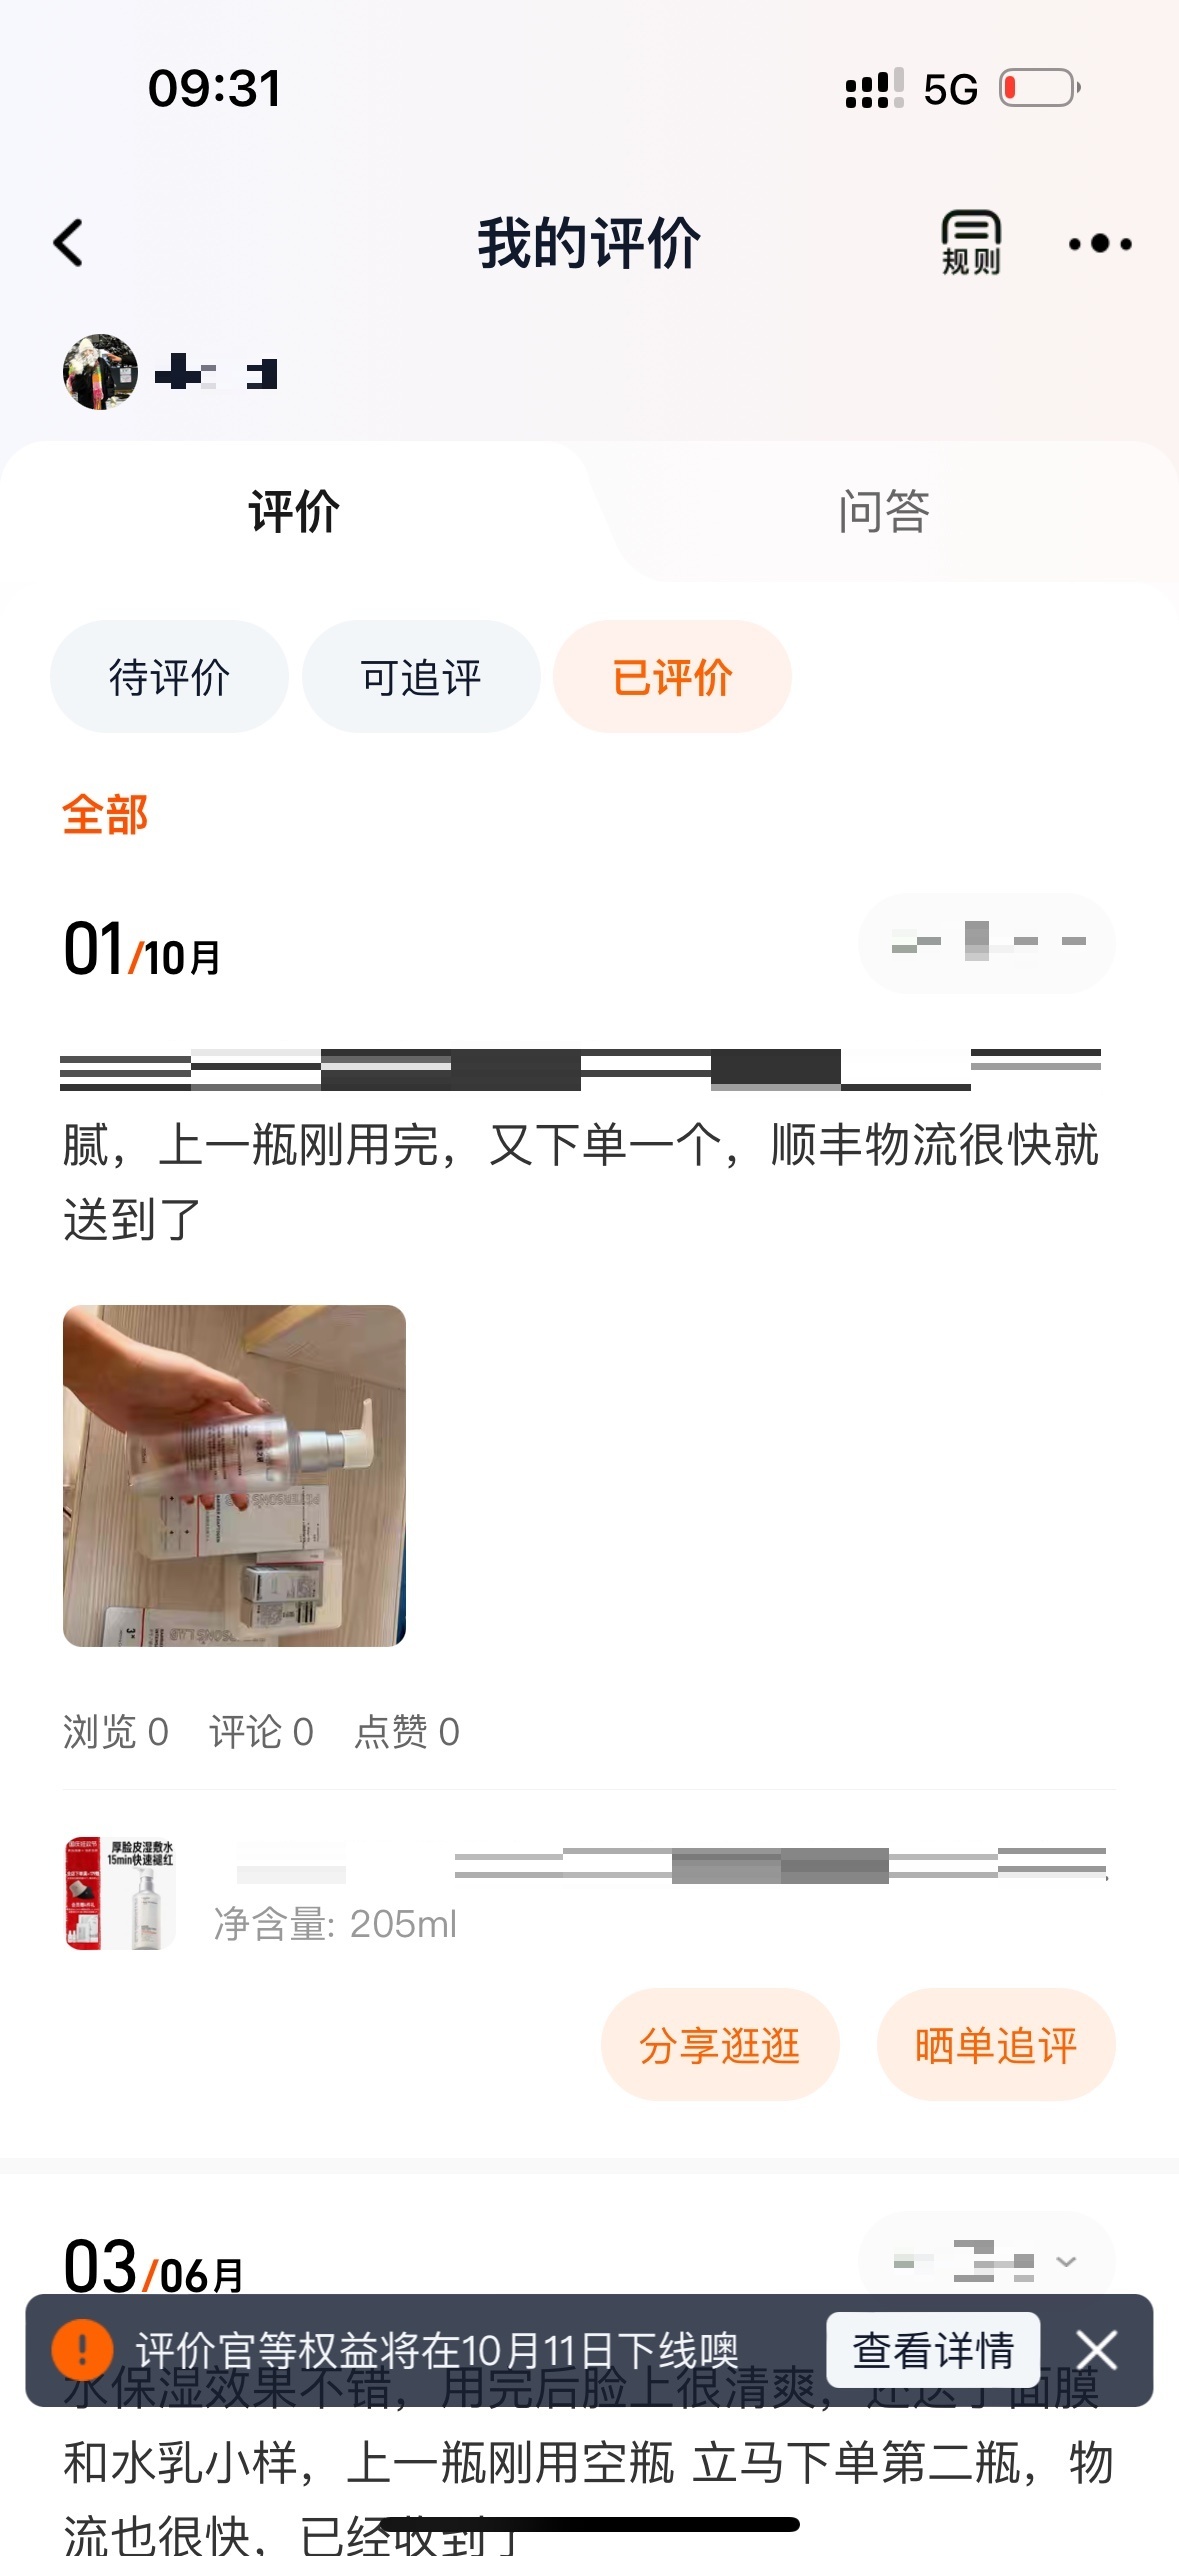 09:31
5G
我的评价
规则
评价
问答
待评价
可追评
已评价
全部
01/10月
腻，上一瓶刚用完，又下单一个，顺丰物流很快就
送到了
浏览 0 评论 0 点赞 0
厚脸皮湿敷水
15min快速褪红
净含量: 205ml
分享逛逛
晒单追评
03/06月
评价官等权益将在10月11日下线噢
查看详情
水保湿效果不错，用完后脸上很清爽，还送了面膜
和水乳小样，上一瓶刚用空瓶 立马下单第二瓶，物
流也很快，已经收到了